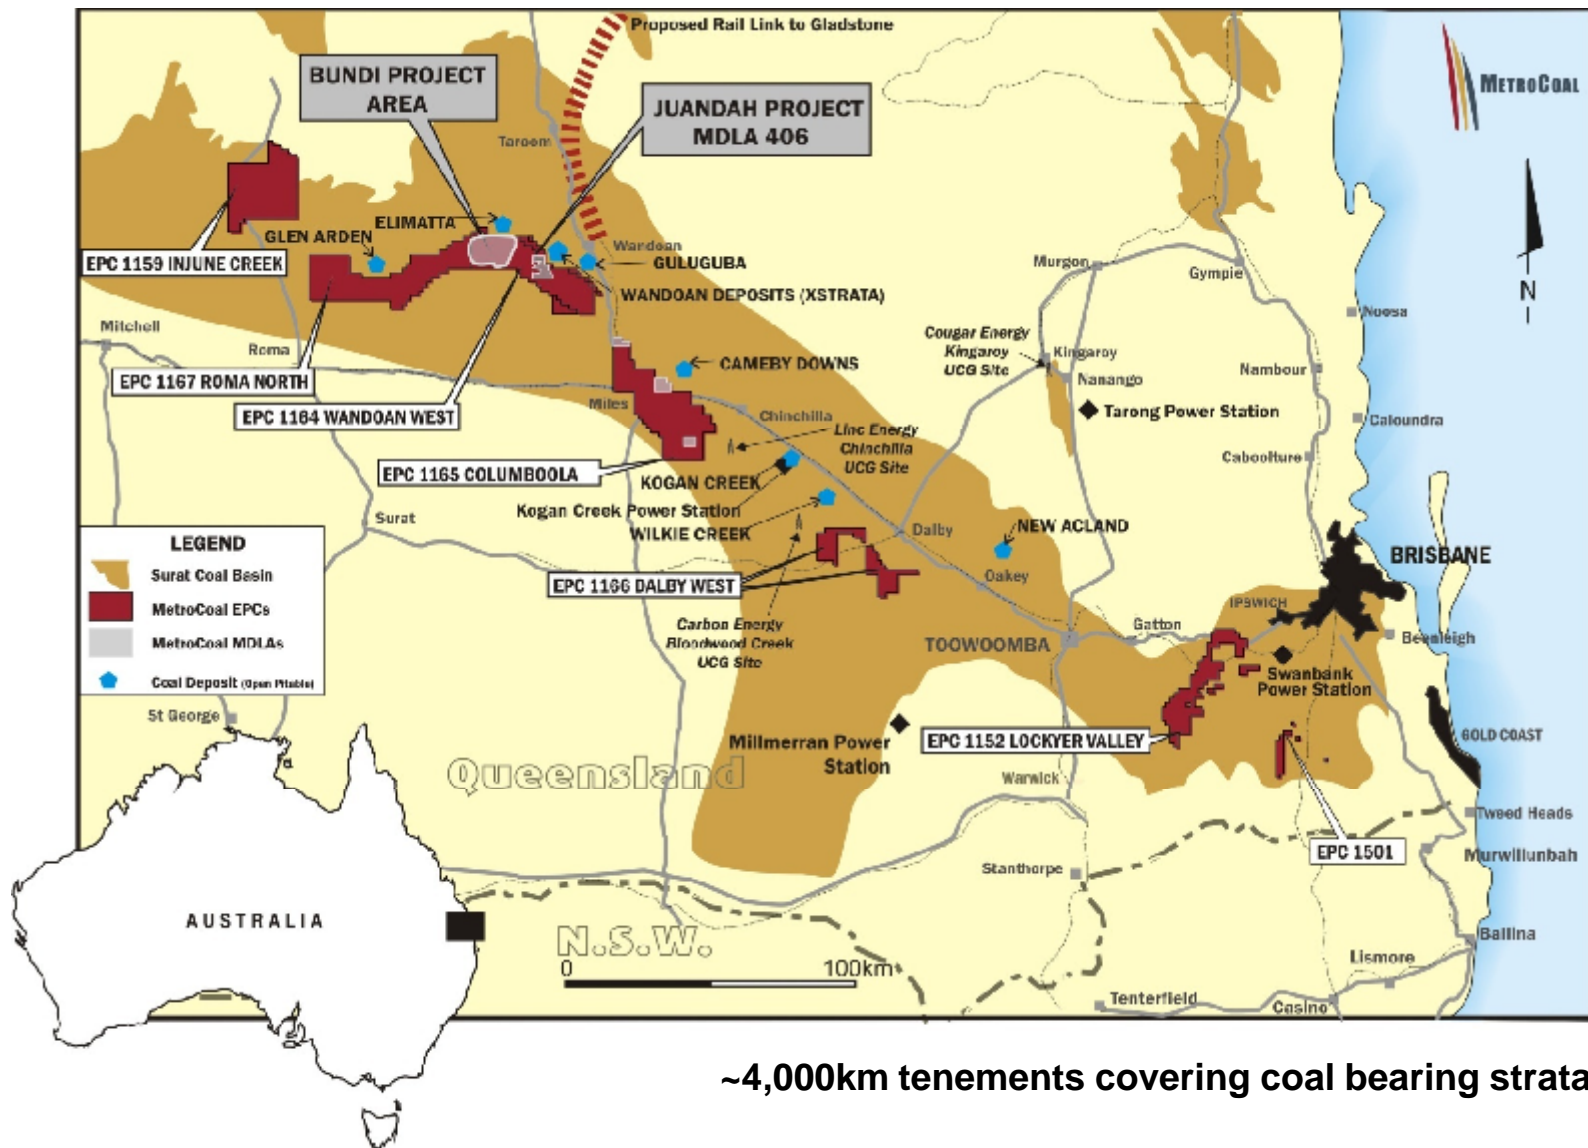 Proposed Rail Link to Gladstone
BUNDI PROJECT
AREA
JUANDAH PROJECT
MDLA 406
METROCOAL
Taroom
ELIMATTA
GLEN ARDEN
EPC 1159 INJUNE CREEK
Wandoan
GULUGUBA
WANDOAN DEPOSITS (XSTRATA)
Murgon
Gympie
N
Noosa
Mitchell
Roma
EPC 1167 ROMA NORTH
EPC 1164 WANDOAN WEST
CAMEBY DOWNS
Cougar Energy
Kingaroy
UCG Site
Kingaroy
Nanango
Nambour
Tarong Power Station
Caloundra
Miles
Chinchilla
Linc Energy
Chinchilla
UCG Site
Caboolture
EPC 1165 COLUMBOOLA
KOGAN CREEK
Kogan Creek Power Station
WILKIE CREEK
Surat
Dalby
NEW ACLAND
BRISBANE
LEGEND
Surat Coal Basin
MetroCoal EPCs
MetroCoal MDLAs
Coal Deposit (Open Pitable)
EPC 1166 DALBY WEST
Oakey
IPSWICH
Carbon Energy
Bloodwood Creek
UCG Site
TOOWOOMBA
Gatton
Beenleigh
Swanbank
Power Station
St George
Millmerran Power
Station
EPC 1152 LOCKYER VALLEY
GOLD COAST
Queensland
Warwick
Tweed Heads
EPC 1501
Murwillunbah
Stanthorpe
AUSTRALIA
N.S.W.
0 100km
Ballina
Lismore
Tenterfield
Casino
~4,000km tenements covering coal bearing strata